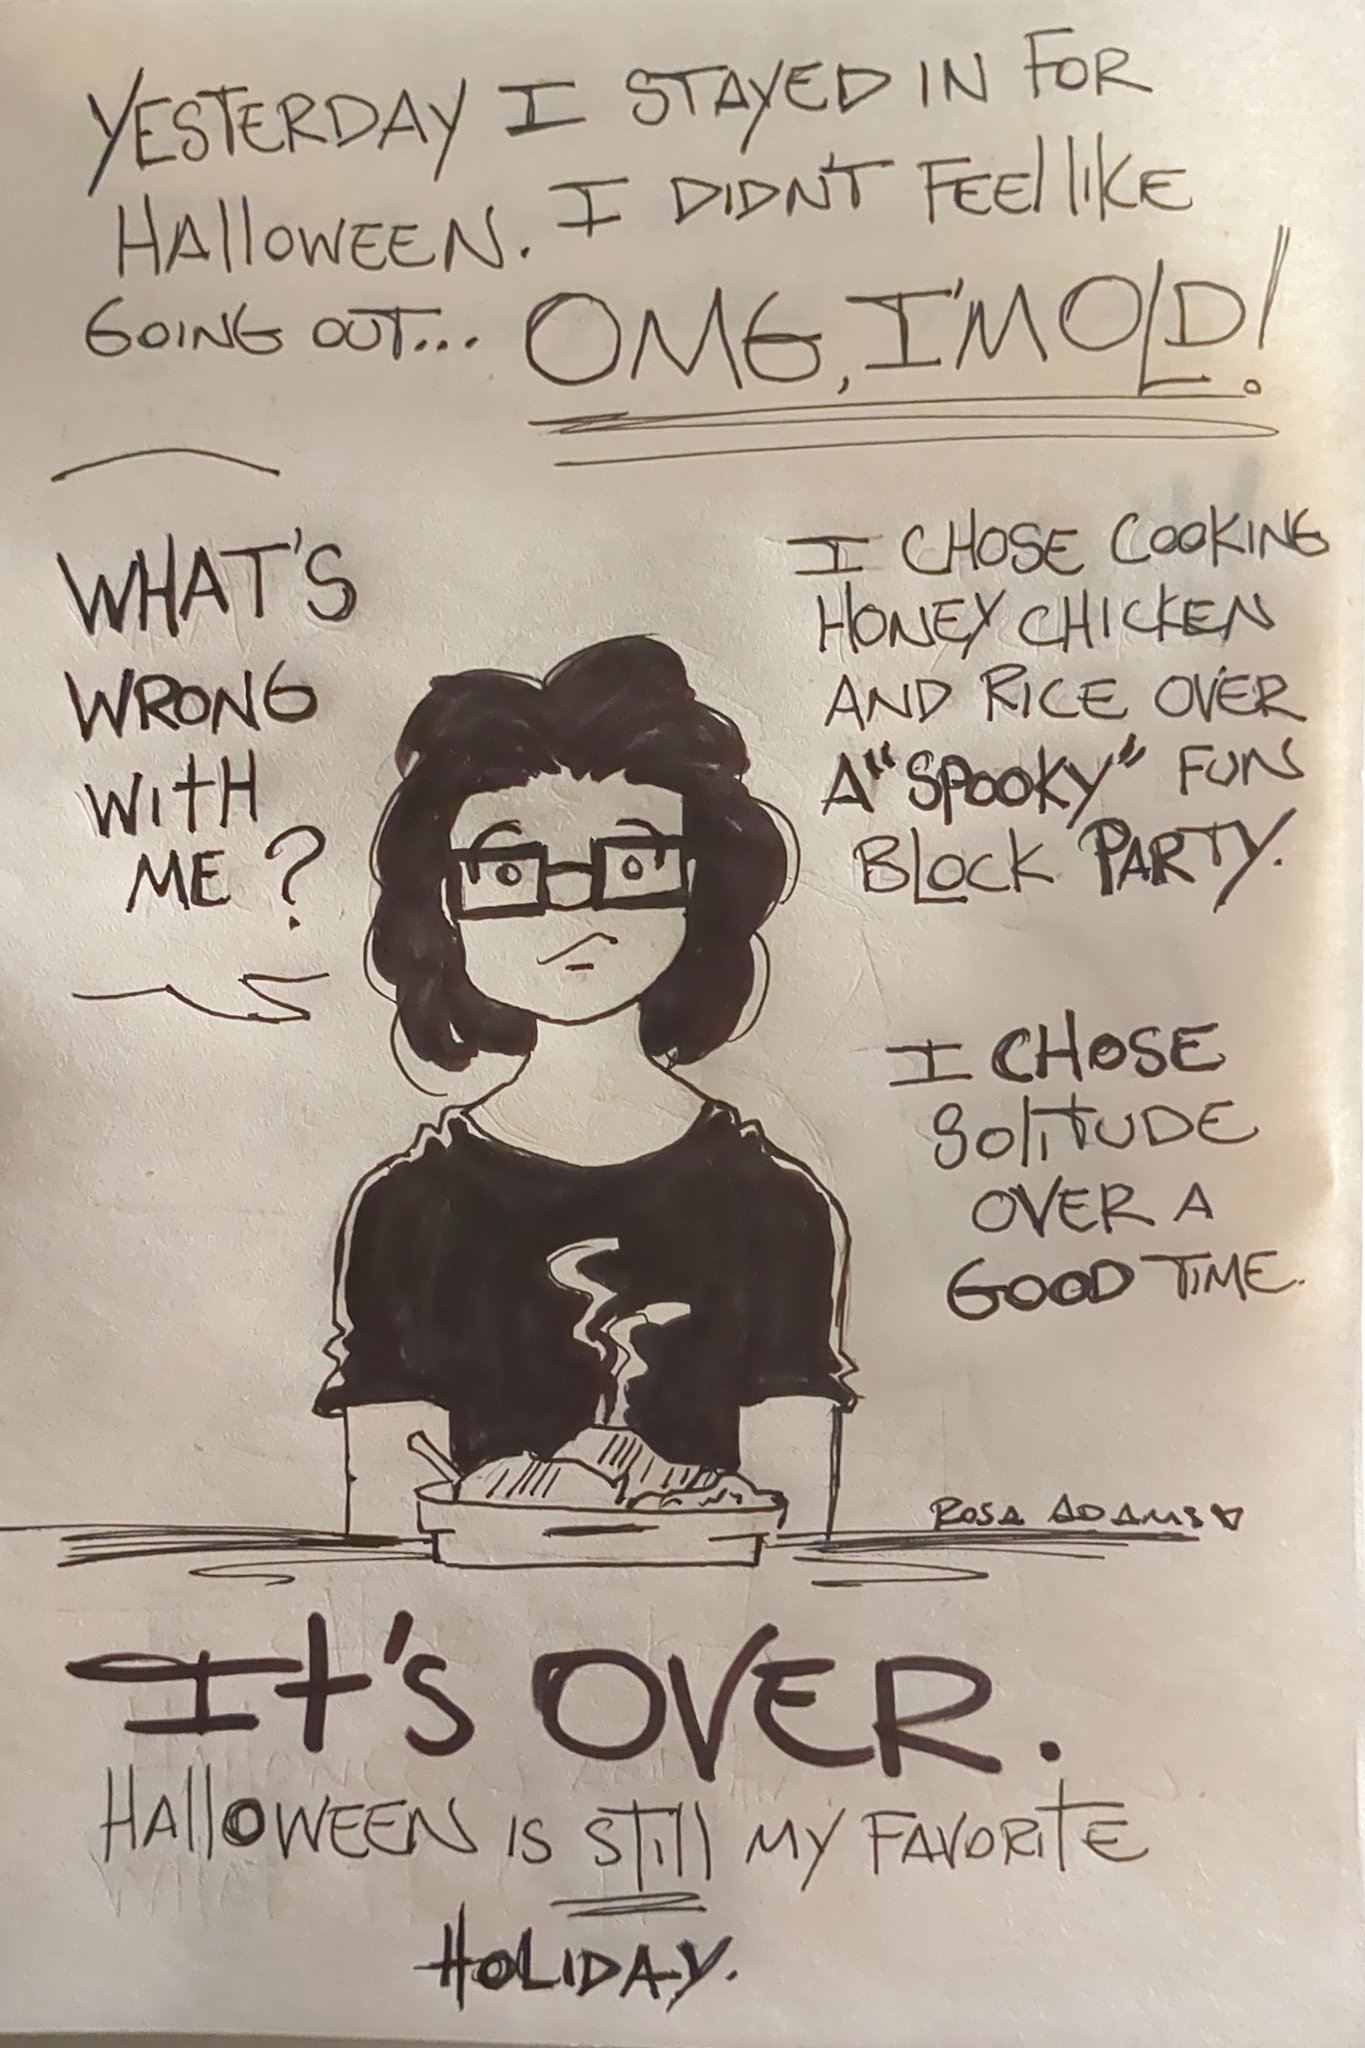 YESTERDAY I STAYED IN FOR
HALLOWEEN. I DIDN'T FEEL LIKE
GOING OUT... OMG, I'M OLD!
WHAT'S
WRONG
WITH
ME?
I CHOSE COOKING
HONEY CHICKEN
AND RICE OVER
A "SPOOKY" FUN
BLOCK PARTY.
I CHOSE
SOLITUDE
OVER A
GOOD TIME.
ROSA ADAMS
IT'S OVER.
HALLOWEEN IS STILL MY FAVORITE
HOLIDAY.